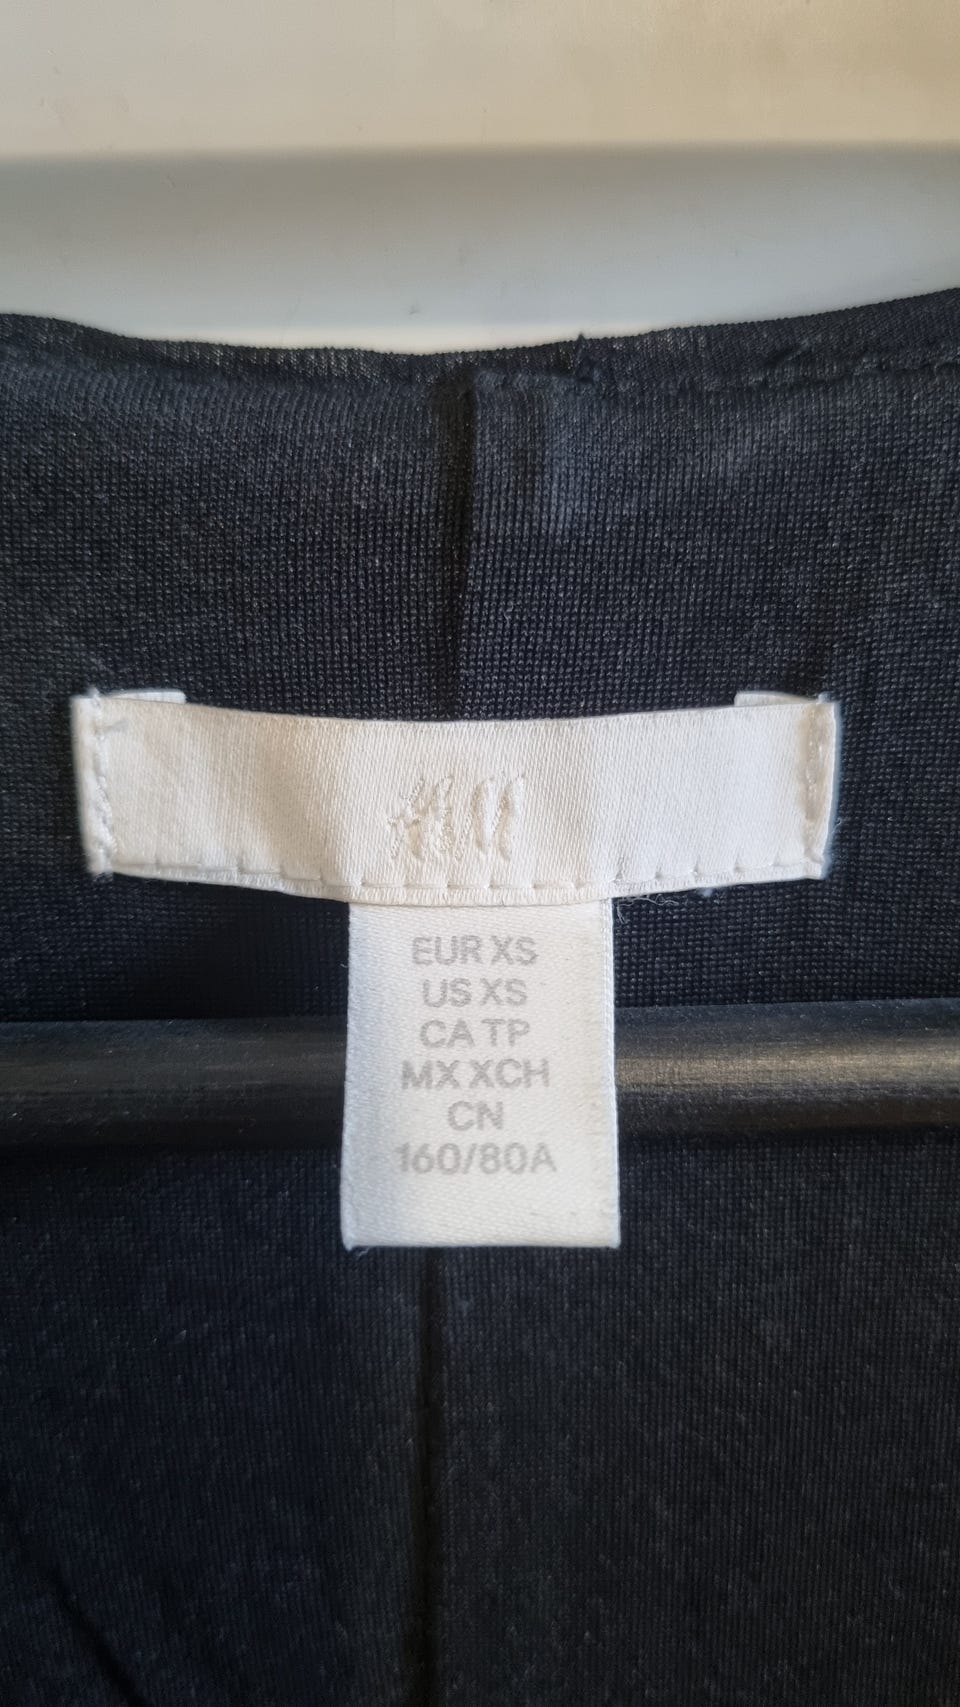 H&M
EUR XS
US XS
CA TP
MX XCH
CN
160/80A